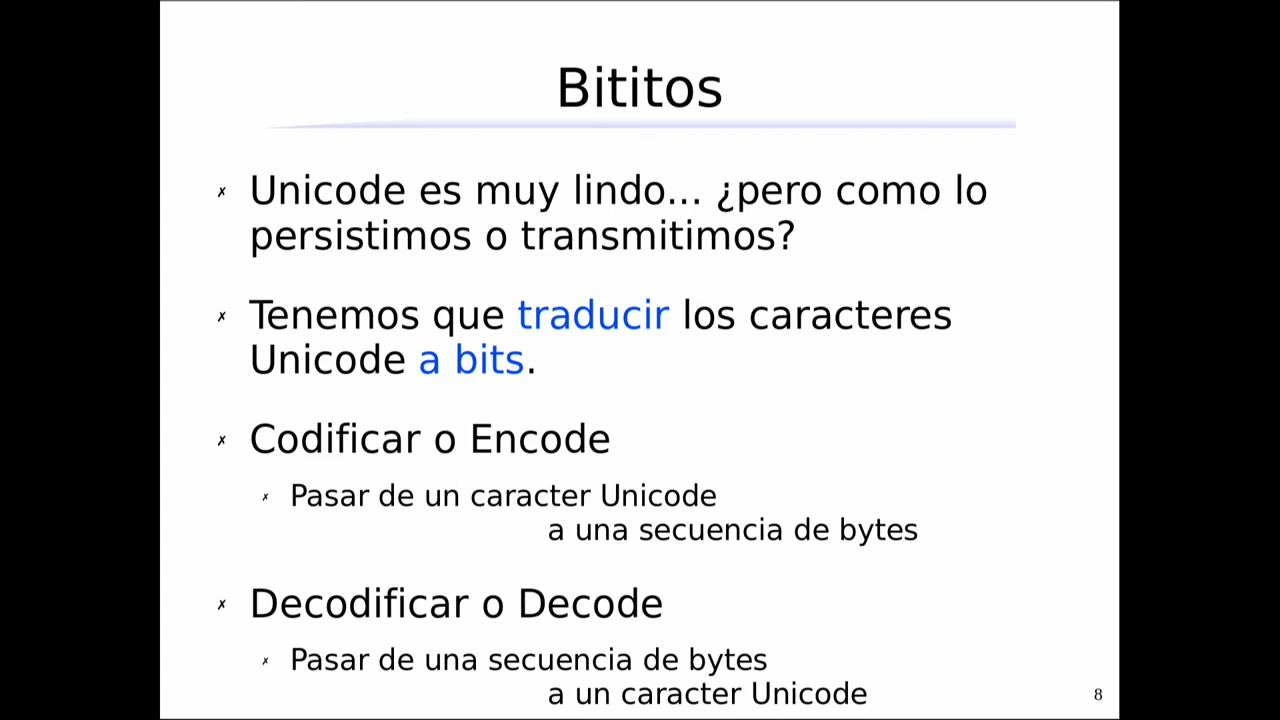 Bititos
✗ Unicode es muy lindo... ¿pero como lo
persistimos o transmitimos?
✗ Tenemos que traducir los caracteres
Unicode a bits.
✗ Codificar o Encode
✗ Pasar de un caracter Unicode
a una secuencia de bytes
✗ Decodificar o Decode
✗ Pasar de una secuencia de bytes
a un caracter Unicode
8